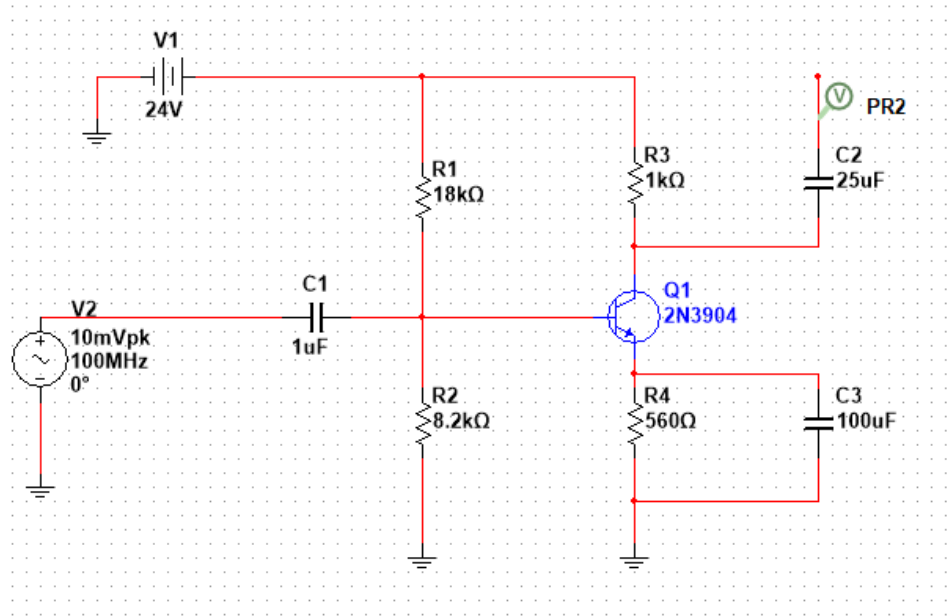 V1
24V
PR2
R1
18kΩ
R3
1kΩ
C2
25uF
V
C1
1uF
V2
10mVpk
100MHz
0°
Q1
2N3904
R2
8.2kΩ
R4
560Ω
C3
100uF